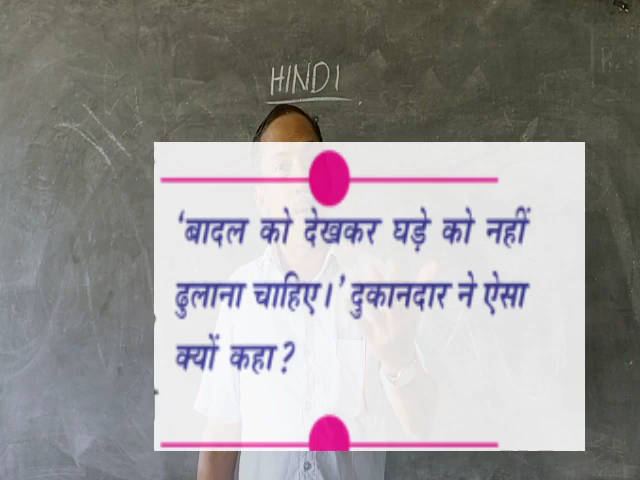 HINDI
‘बादल को देखकर घड़े को नहीं
ढुलाना चाहिए।’ दुकानदार ने ऐसा
क्यों कहा?